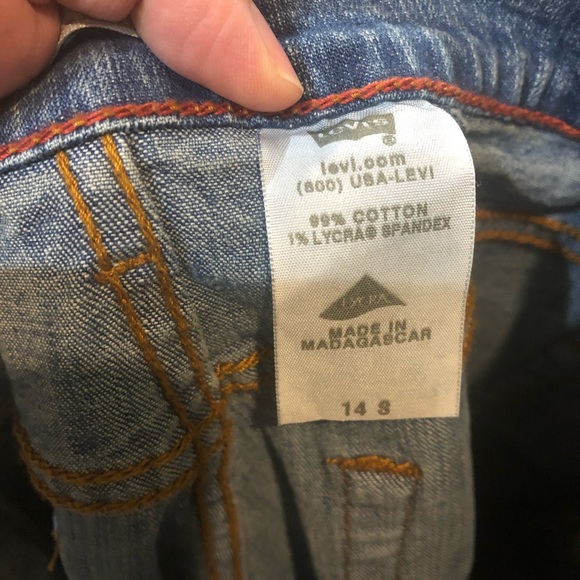 LEVI'S
®
levi.com
(800) USA-LEVI
99% COTTON
1% LYCRA® SPANDEX
LYCRA
MADE IN
MADAGASCAR
14 S